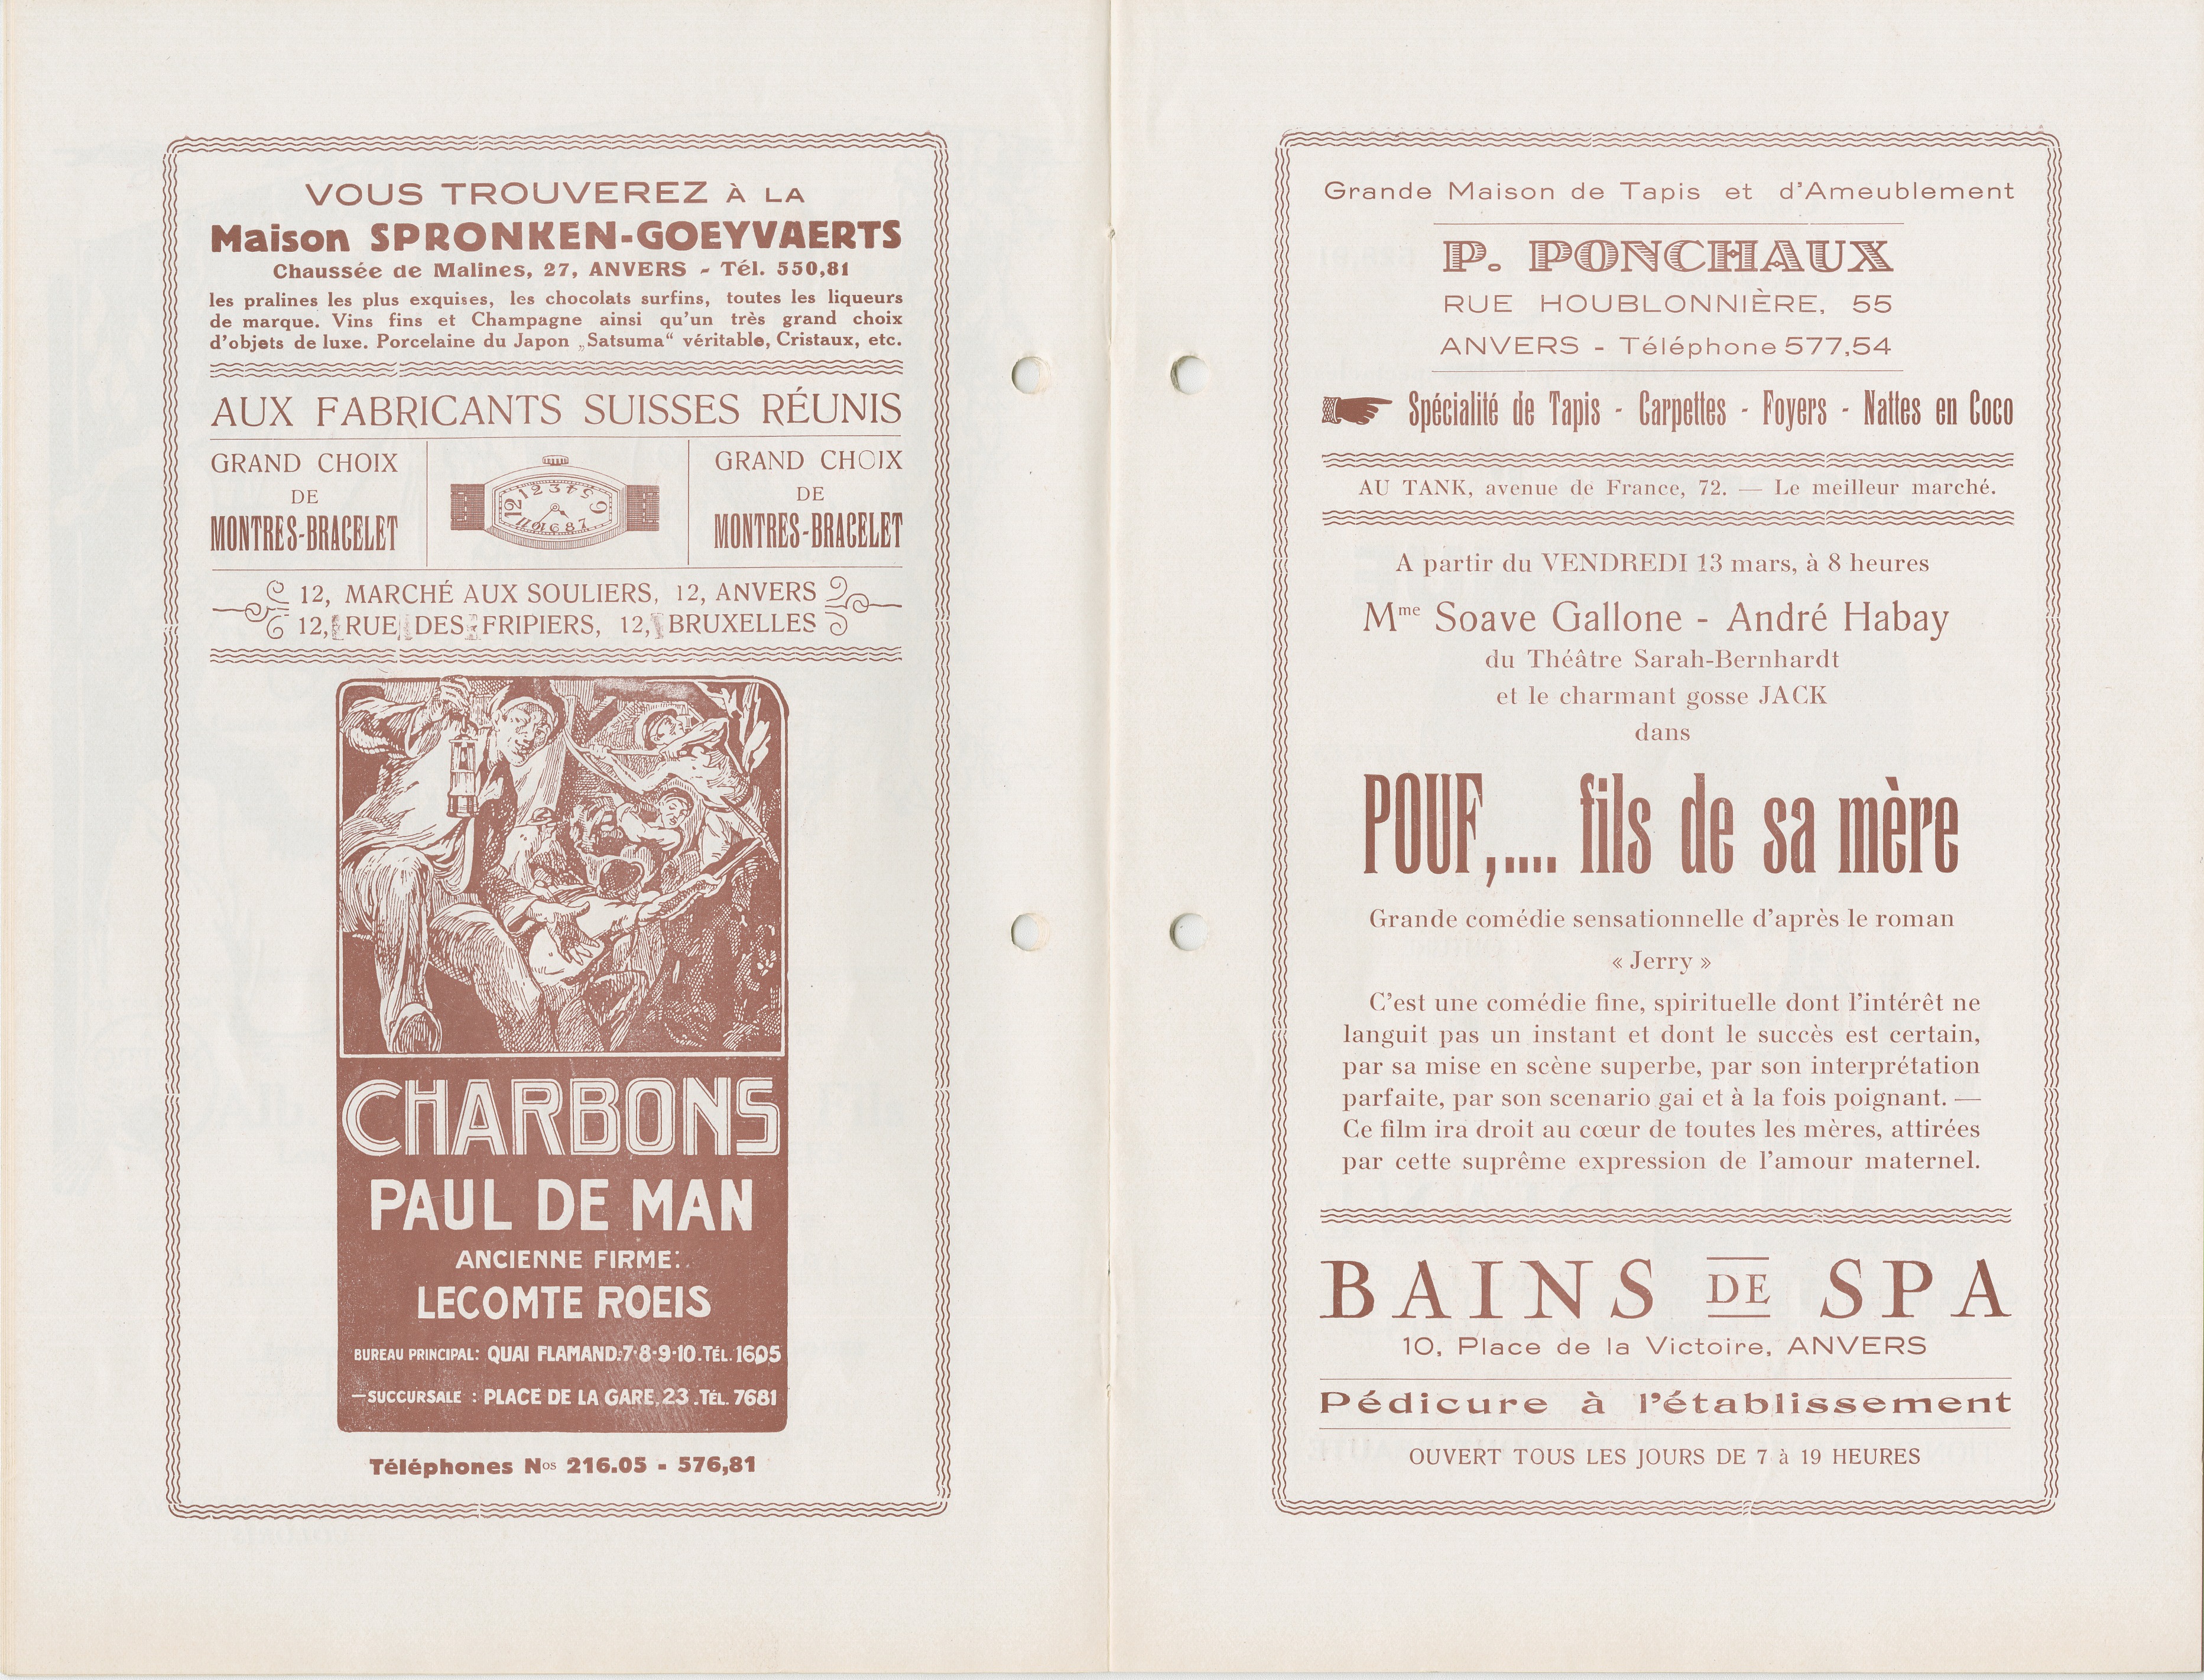 VOUS TROUVEREZ À LA
Maison SPRONKEN-GOEYVAERTS
Chaussée de Malines, 27, ANVERS - Tél. 550,81
les pralines les plus exquises, les chocolats surfins, toutes les liqueurs
de marque. Vins fins et Champagne ainsi qu'un très grand choix
d'objets de luxe. Porcelaine du Japon „Satsuma“ véritable, Cristaux, etc.
AUX FABRICANTS SUISSES RÉUNIS
GRAND CHOIX
DE
MONTRES-BRACELET
12 1 2 3 4 5 6 7 8 9 10 11
GRAND CHOIX
DE
MONTRES-BRACELET
12, MARCHÉ AUX SOULIERS, 12, ANVERS
12, RUE DES FRIPIERS, 12, BRUXELLES
CHARBONS
PAUL DE MAN
ANCIENNE FIRME:
LECOMTE ROEIS
BUREAU PRINCIPAL: QUAI FLAMAND:7·8·9·10.TÉL.1605
—SUCCURSALE : PLACE DE LA GARE, 23.TÉL. 7681
Téléphones Nos 216.05 - 576,81
Grande Maison de Tapis et d'Ameublement
P. PONCHAUX
RUE HOUBLONNIÈRE, 55
ANVERS - Téléphone 577,54
Spécialité de Tapis - Carpettes - Foyers - Nattes en Coco
AU TANK, avenue de France, 72. — Le meilleur marché.
A partir du VENDREDI 13 mars, à 8 heures
Mme Soave Gallone - André Habay
du Théâtre Sarah-Bernhardt
et le charmant gosse JACK
dans
POUF,.... fils de sa mère
Grande comédie sensationnelle d'après le roman
« Jerry »
C'est une comédie fine, spirituelle dont l'intérêt ne
languit pas un instant et dont le succès est certain,
par sa mise en scène superbe, par son interprétation
parfaite, par son scenario gai et à la fois poignant. —
Ce film ira droit au cœur de toutes les mères, attirées
par cette suprême expression de l'amour maternel.
BAINS DE SPA
10, Place de la Victoire, ANVERS
Pédicure à l'établissement
OUVERT TOUS LES JOURS DE 7 à 19 HEURES